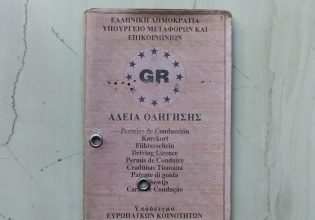 ΕΛΛΗΝΙΚΗ ΔΗΜΟΚΡΑΤΙΑ
ΥΠΟΥΡΓΕΙΟ ΜΕΤΑΦΟΡΩΝ ΚΑΙ
ΕΠΙΚΟΙΝΩΝΙΩΝ
GR
ΑΔΕΙΑ ΟΔΗΓΗΣΗΣ
Permiso de Conducción
Kørekort
Führerschein
Driving Licence
Permis de Conduire
Ceadúnas Tiomána
Patente di guida
Carta de Condução
Υπόδειγμα
ΕΥΡΩΠΑΪΚΩΝ ΚΟΙΝΟΤΗΤΩΝ